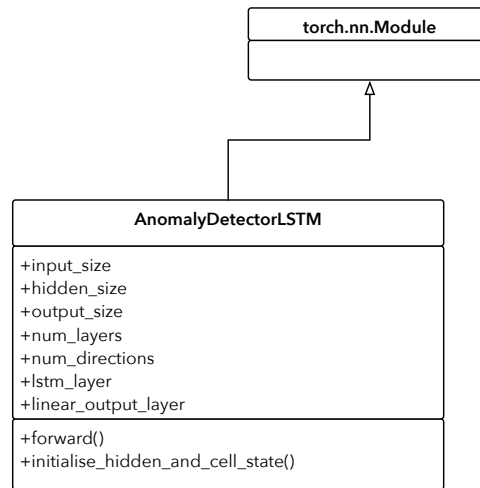 torch.nn.Module
AnomalyDetectorLSTM
+input_size
+hidden_size
+output_size
+num_layers
+num_directions
+lstm_layer
+linear_output_layer
+forward()
+initialise_hidden_and_cell_state()